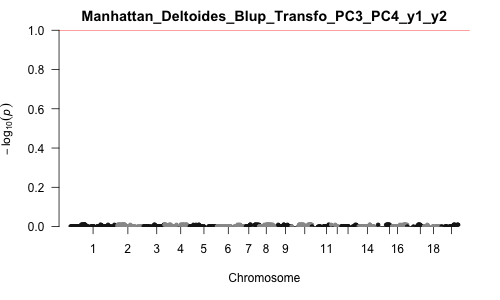 Manhattan_Deltoides_Blup_Transfo_PC3_PC4_y1_y2
1.0
0.8
0.6
0.4
0.2
0.0
−log10(p)
1 2 3 4 5 6 7 8 9 11 14 16 18
Chromosome